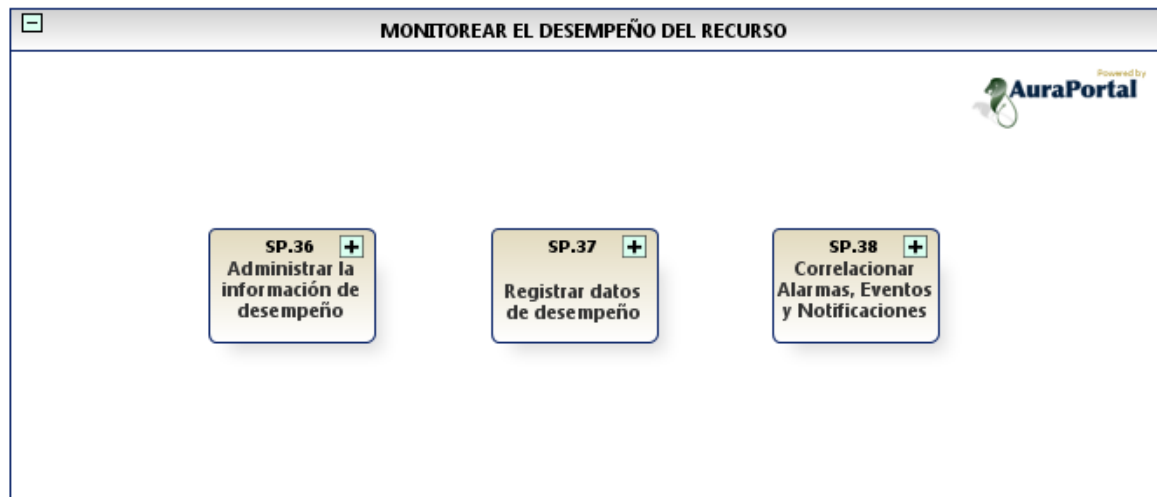 MONITOREAR EL DESEMPEÑO DEL RECURSO
Powered by
AuraPortal
SP.36
Administrar la
información de
desempeño
SP.37
Registrar datos
de desempeño
SP.38
Correlacionar
Alarmas, Eventos
y Notificaciones